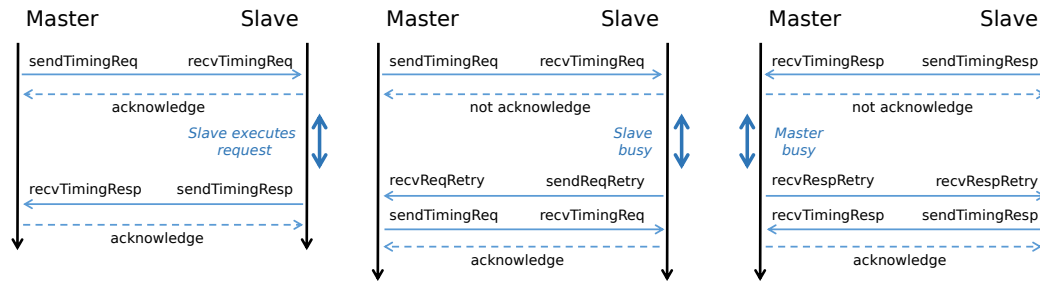 Master Slave
sendTimingReq recvTimingReq
acknowledge
Slave executes
request
recvTimingResp sendTimingResp
acknowledge
Master Slave
sendTimingReq recvTimingReq
not acknowledge
Slave
busy
recvReqRetry sendReqRetry
sendTimingReq recvTimingReq
acknowledge
Master Slave
recvTimingResp sendTimingResp
not acknowledge
Master
busy
recvRespRetry recvRespRetry
recvTimingResp sendTimingResp
acknowledge